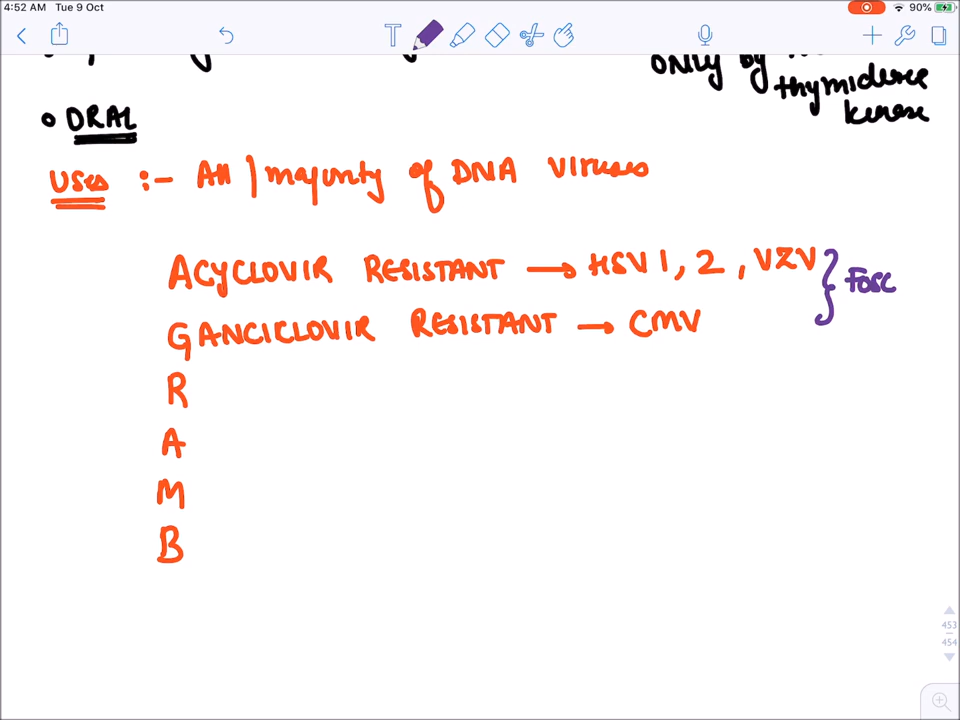 4:52 AM Tue 9 Oct
90%
only by
thymidine
kinase
ORAL
Uses :- All / majority of DNA Viruses
ACYCLOVIR RESISTANT → HSV 1, 2, VZV } Fosc
GANCICLOVIR RESISTANT → CMV
R
A
M
B
453
454